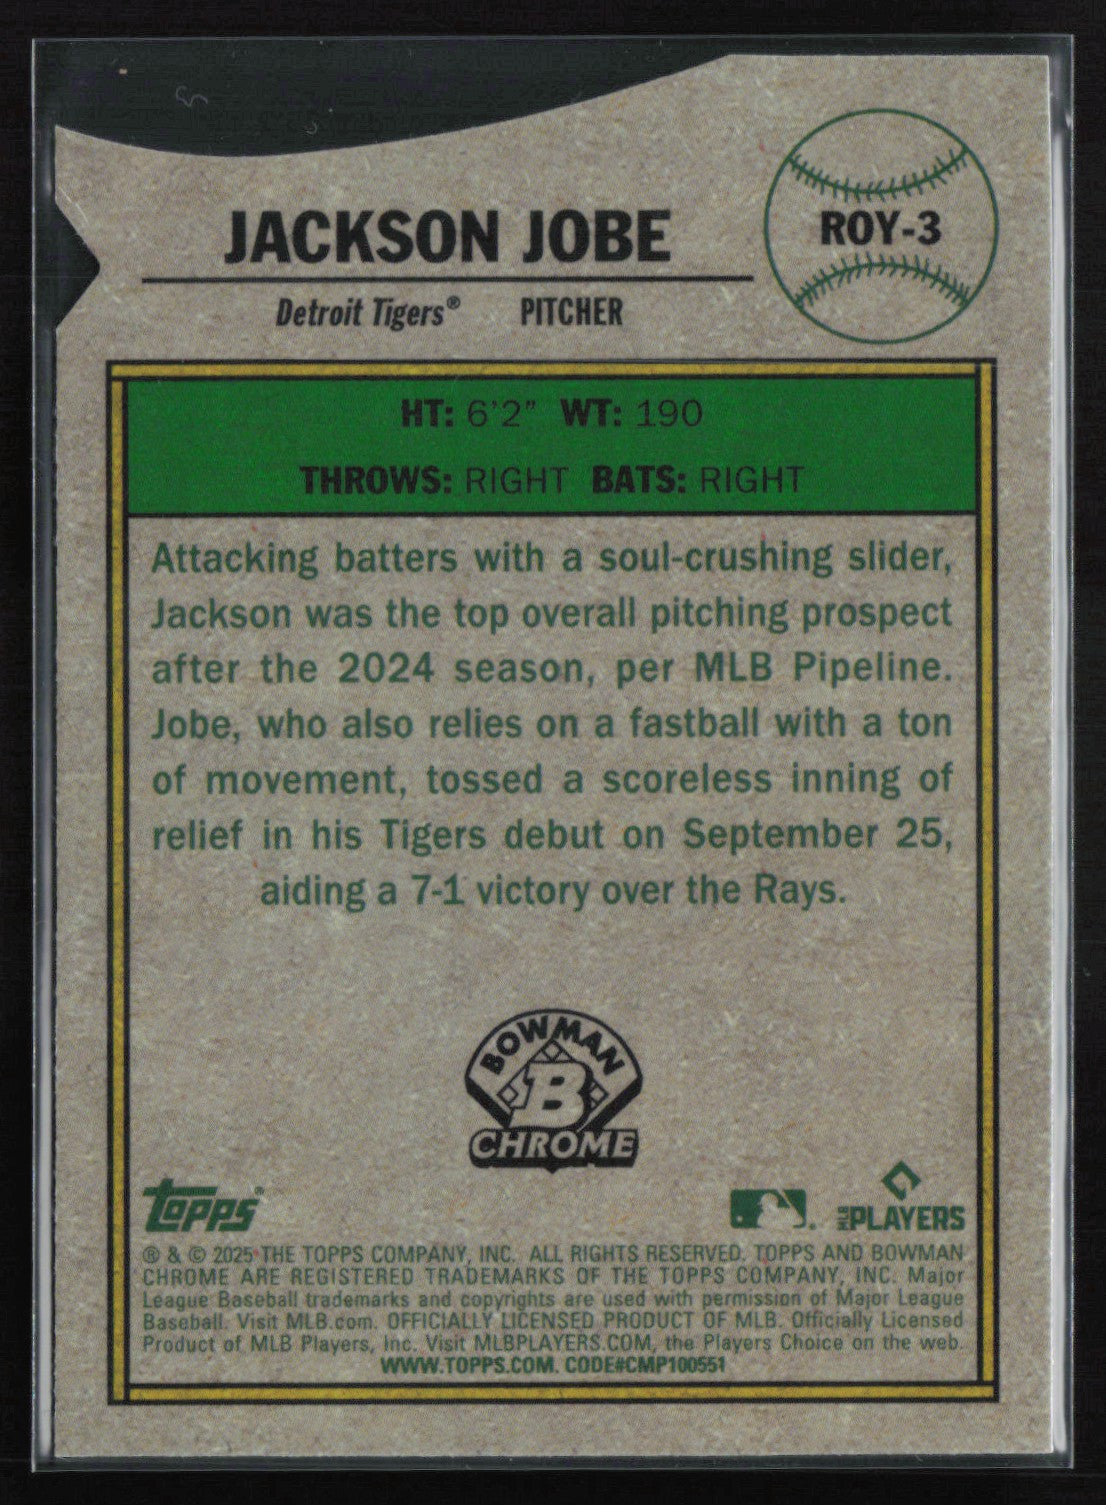 JACKSON JOBE
ROY-3
Detroit Tigers® PITCHER
HT: 6'2" WT: 190
THROWS: RIGHT BATS: RIGHT
Attacking batters with a soul-crushing slider,
Jackson was the top overall pitching prospect
after the 2024 season, per MLB Pipeline.
Jobe, who also relies on a fastball with a ton
of movement, tossed a scoreless inning of
relief in his Tigers debut on September 25,
aiding a 7-1 victory over the Rays.
BOWMAN
B
CHROME
topps®
MLB PLAYERS
® & © 2025 THE TOPPS COMPANY, INC. ALL RIGHTS RESERVED. TOPPS AND BOWMAN
CHROME ARE REGISTERED TRADEMARKS OF THE TOPPS COMPANY, INC. Major
League Baseball trademarks and copyrights are used with permission of Major League
Baseball. Visit MLB.com. OFFICIALLY LICENSED PRODUCT OF MLB. Officially Licensed
Product of MLB Players, Inc. Visit MLBPLAYERS.COM, the Players Choice on the web.
WWW.TOPPS.COM. CODE#CMP100551